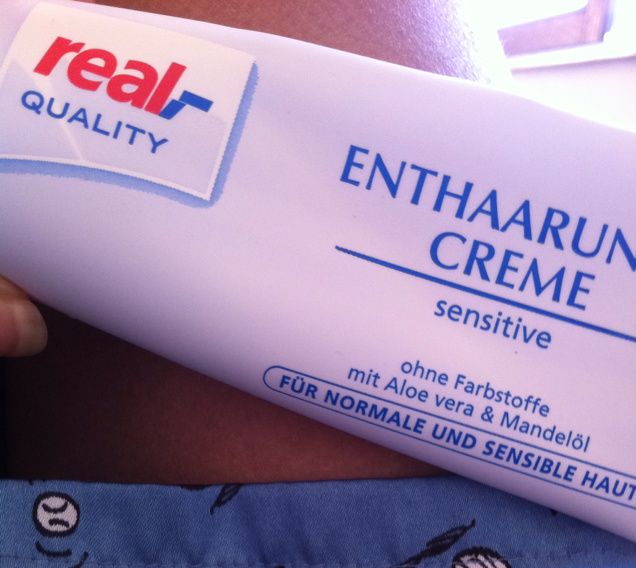 real,-
QUALITY
ENTHAARUN
CREME
sensitive
ohne Farbstoffe
mit Aloe vera & Mandelöl
FÜR NORMALE UND SENSIBLE HAUT